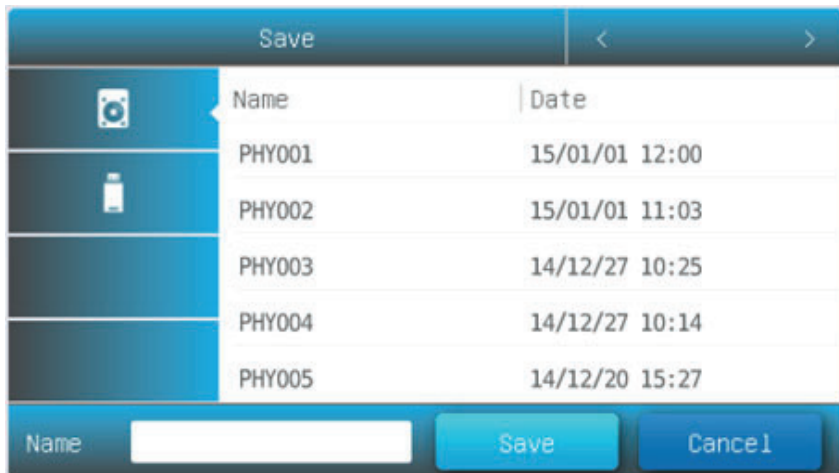 Save < >
Name Date
PHY001 15/01/01 12:00
PHY002 15/01/01 11:03
PHY003 14/12/27 10:25
PHY004 14/12/27 10:14
PHY005 14/12/20 15:27
Name Save Cancel